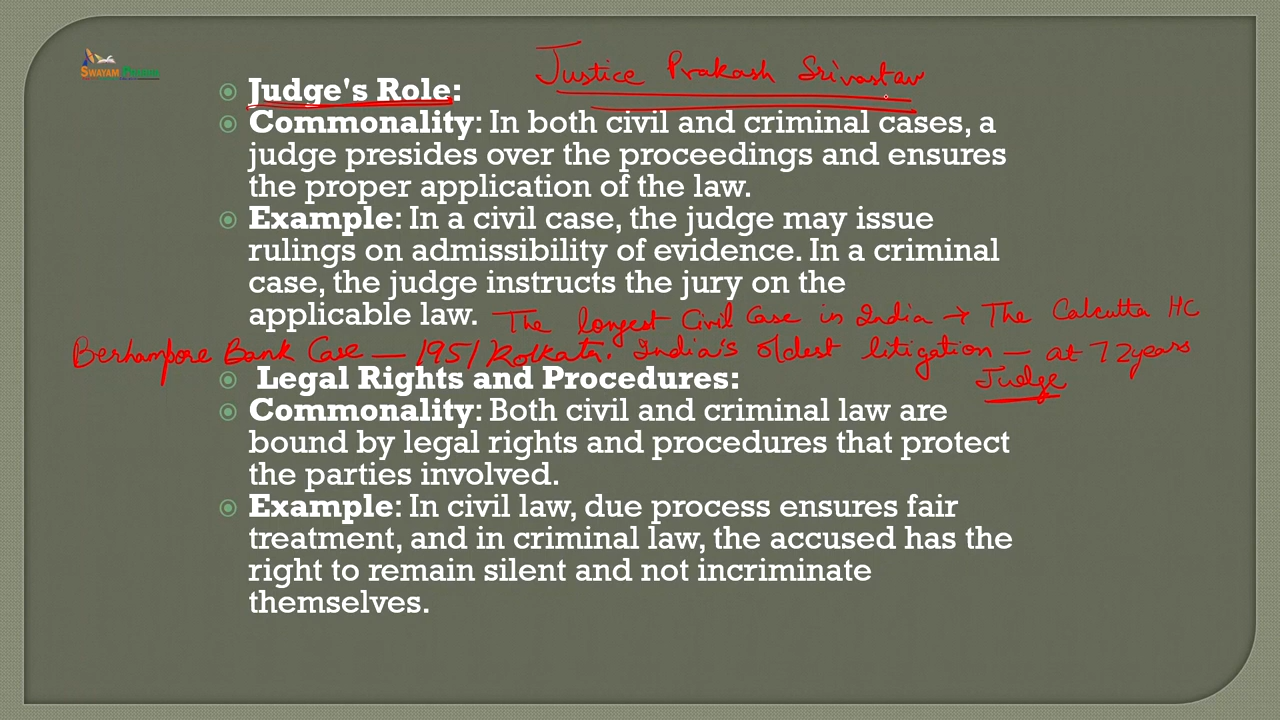 SWAYAM PRABHA
Justice Prakash Srivastav
Judge's Role:
Commonality: In both civil and criminal cases, a
judge presides over the proceedings and ensures
the proper application of the law.
Example: In a civil case, the judge may issue
rulings on admissibility of evidence. In a criminal
case, the judge instructs the jury on the
applicable law. The longest Civil Case in India → The Calcutta HC
Berhampore Bank Case — 1951/Kolkata. India's oldest litigation — at 72years
Judge
Legal Rights and Procedures:
Commonality: Both civil and criminal law are
bound by legal rights and procedures that protect
the parties involved.
Example: In civil law, due process ensures fair
treatment, and in criminal law, the accused has the
right to remain silent and not incriminate
themselves.